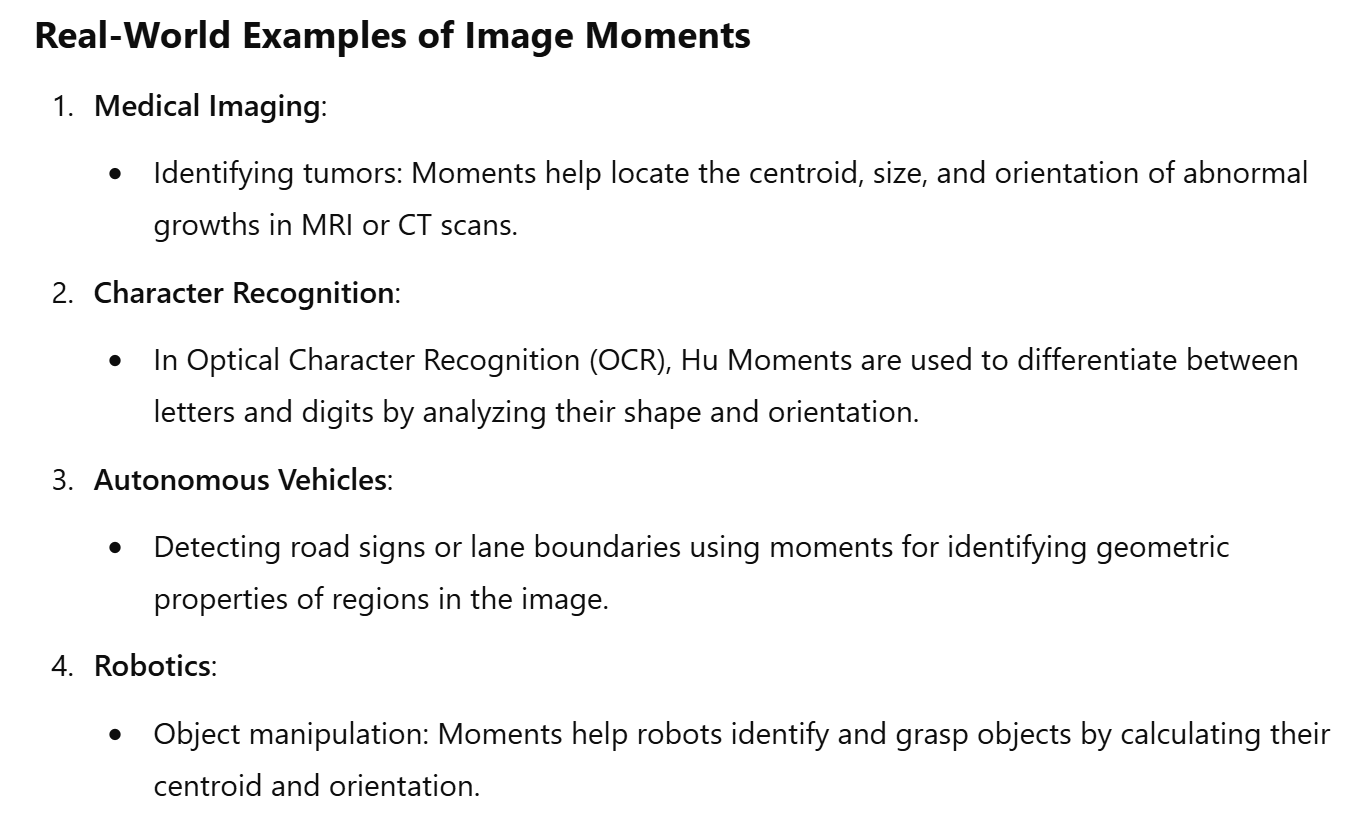 Real-World Examples of Image Moments
1. Medical Imaging:
• Identifying tumors: Moments help locate the centroid, size, and orientation of abnormal
growths in MRI or CT scans.
2. Character Recognition:
• In Optical Character Recognition (OCR), Hu Moments are used to differentiate between
letters and digits by analyzing their shape and orientation.
3. Autonomous Vehicles:
• Detecting road signs or lane boundaries using moments for identifying geometric
properties of regions in the image.
4. Robotics:
• Object manipulation: Moments help robots identify and grasp objects by calculating their
centroid and orientation.